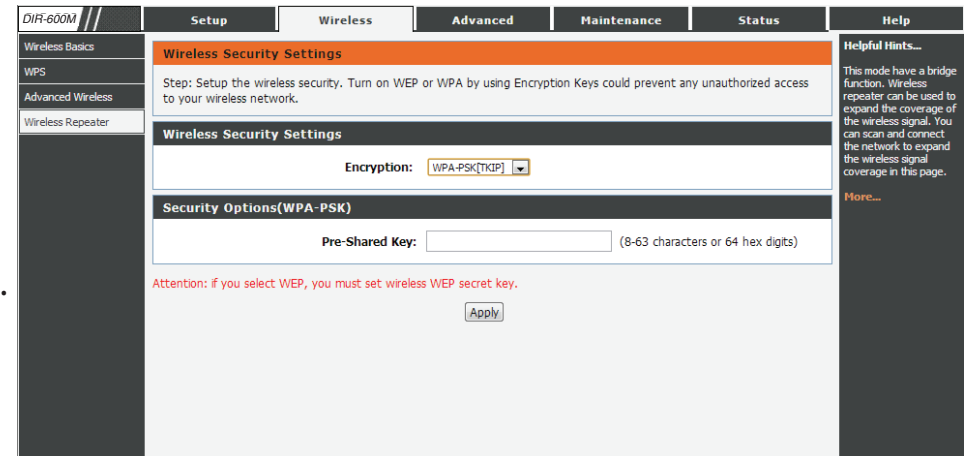 DIR-600M
Setup
Wireless
Advanced
Maintenance
Status
Help
Wireless Basics
WPS
Advanced Wireless
Wireless Repeater
Wireless Security Settings
Step: Setup the wireless security. Turn on WEP or WPA by using Encryption Keys could prevent any unauthorized access
to your wireless network.
Wireless Security Settings
Encryption: WPA-PSK[TKIP]
Security Options(WPA-PSK)
Pre-Shared Key: (8-63 characters or 64 hex digits)
Attention: if you select WEP, you must set wireless WEP secret key.
Apply
Helpful Hints...
This mode have a bridge
function. Wireless
repeater can be used to
expand the coverage of
the wireless signal. You
can scan and connect
the network to expand
the wireless signal
coverage in this page.
More...